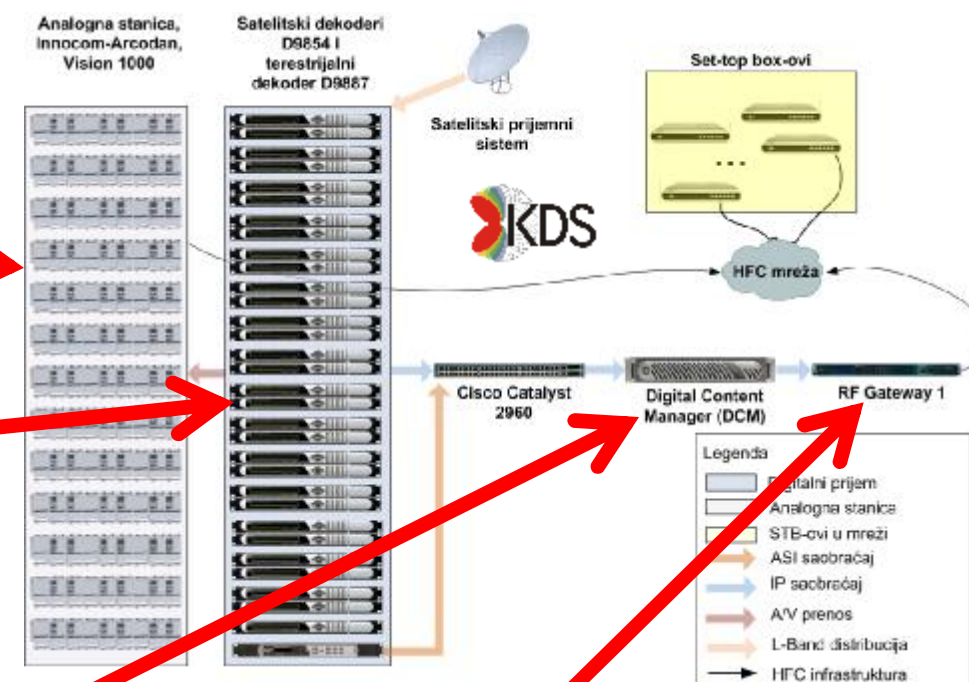 Analogna stanica,
Innocom-Arcodan,
Vision 1000
Satelitski dekoderi
D9854 I
terestrijalni
dekoder D9887
Satelitski prijemni
sistem
Set-top box-ovi
KDS
HFC mreža
Cisco Catalyst
2960
Digital Content
Manager (DCM)
RF Gateway 1
Legenda
Digitalni prijem
Analogna stanica
STB-ovi u mreži
ASI saobraćaj
IP saobraćaj
A/V prenos
L-Band distribucija
HFC infrastruktura